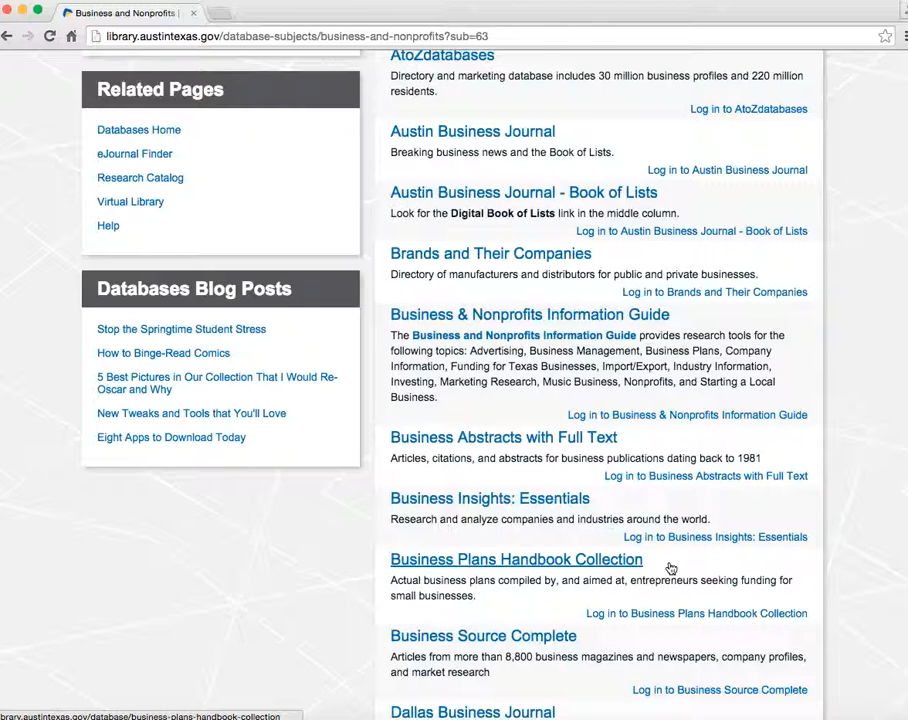 Business and Nonprofits |
library.austintexas.gov/database-subjects/business-and-nonprofits?sub=63
Related Pages
Databases Home
eJournal Finder
Research Catalog
Virtual Library
Help
Databases Blog Posts
Stop the Springtime Student Stress
How to Binge-Read Comics
5 Best Pictures in Our Collection That I Would Re-
Oscar and Why
New Tweaks and Tools that You'll Love
Eight Apps to Download Today
AtoZdatabases
Directory and marketing database includes 30 million business profiles and 220 million
residents.
Log in to AtoZdatabases
Austin Business Journal
Breaking business news and the Book of Lists.
Log in to Austin Business Journal
Austin Business Journal - Book of Lists
Look for the Digital Book of Lists link in the middle column.
Log in to Austin Business Journal - Book of Lists
Brands and Their Companies
Directory of manufacturers and distributors for public and private businesses.
Log in to Brands and Their Companies
Business & Nonprofits Information Guide
The Business and Nonprofits Information Guide provides research tools for the
following topics: Advertising, Business Management, Business Plans, Company
Information, Funding for Texas Businesses, Import/Export, Industry Information,
Investing, Marketing Research, Music Business, Nonprofits, and Starting a Local
Business.
Log in to Business & Nonprofits Information Guide
Business Abstracts with Full Text
Articles, citations, and abstracts for business publications dating back to 1981
Log in to Business Abstracts with Full Text
Business Insights: Essentials
Research and analyze companies and industries around the world.
Log in to Business Insights: Essentials
Business Plans Handbook Collection
Actual business plans compiled by, and aimed at, entrepreneurs seeking funding for
small businesses.
Log in to Business Plans Handbook Collection
Business Source Complete
Articles from more than 8,800 business magazines and newspapers, company profiles,
and market research
Log in to Business Source Complete
Dallas Business Journal
library.austintexas.gov/database/business-plans-handbook-collection